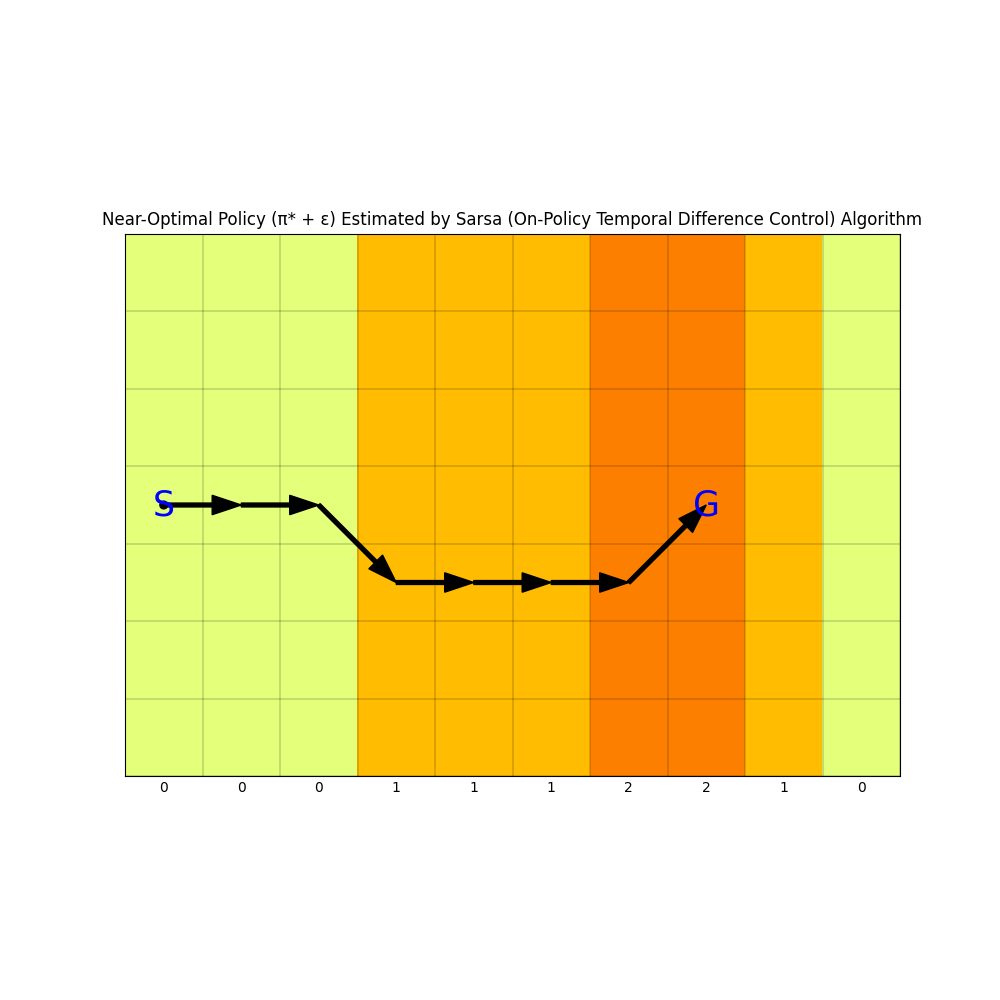 Near-Optimal Policy (π* + ε) Estimated by Sarsa (On-Policy Temporal Difference Control) Algorithm
S G
0 0 0 1 1 1 2 2 1 0